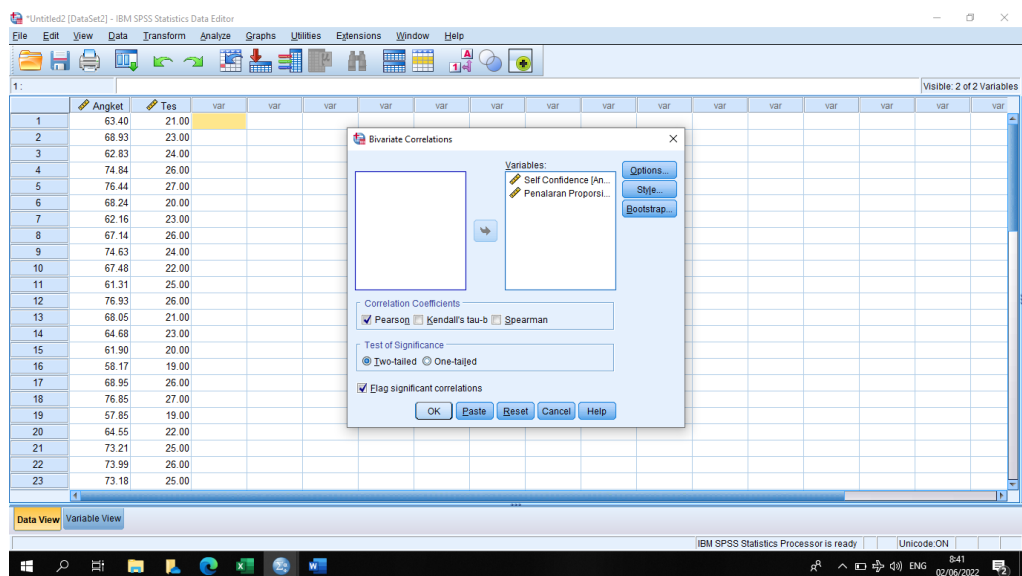 *Untitled2 [DataSet2] - IBM SPSS Statistics Data Editor
File Edit View Data Transform Analyze Graphs Utilities Extensions Window Help
1 :
Visible: 2 of 2 Variables
Angket Tes var var var var var var var var var var var var var var var
1 63.40 21.00
2 68.93 23.00
3 62.83 24.00
4 74.84 26.00
5 76.44 27.00
6 68.24 20.00
7 62.16 23.00
8 67.14 26.00
9 74.63 24.00
10 67.48 22.00
11 61.31 25.00
12 76.93 26.00
13 68.05 21.00
14 64.68 23.00
15 61.90 20.00
16 58.17 19.00
17 68.95 26.00
18 76.85 27.00
19 57.85 19.00
20 64.55 22.00
21 73.21 25.00
22 73.99 26.00
23 73.18 25.00
Bivariate Correlations
Variables:
Self Confidence [An...
Penalaran Proporsi...
Options...
Style...
Bootstrap...
Correlation Coefficients
Pearson Kendall's tau-b Spearman
Test of Significance
Two-tailed One-tailed
Flag significant correlations
OK Paste Reset Cancel Help
Data View Variable View
IBM SPSS Statistics Processor is ready Unicode:ON
ENG 8:41
02/06/2022